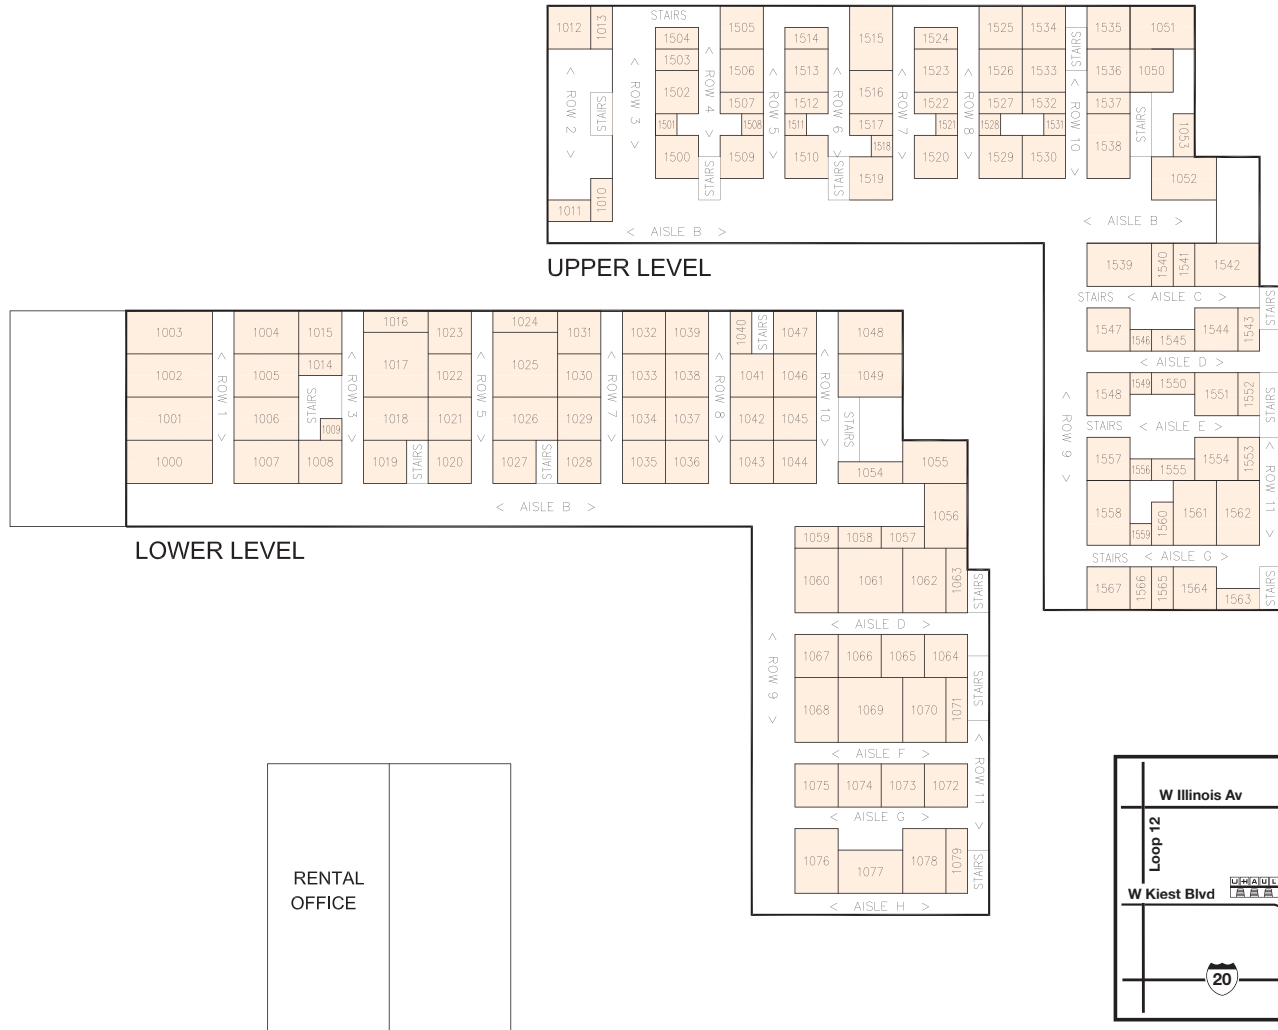 1012
1013
STAIRS
1505
1515
1525
1534
1535
1051
1504
1514
1524
STAIRS
1503
1502
1506
1513
1516
1523
1526
1533
1536
1050
< ROW 2 >
STAIRS
< ROW 3 >
< ROW 4 >
< ROW 5 >
< ROW 6 >
< ROW 7 >
< ROW 8 >
< ROW 10 >
1507
1512
1522
1527
1532
1537
STAIRS
1501
1508
1511
1517
1521
1528
1531
1538
1053
1518
1500
1509
1510
1519
1520
1529
1530
STAIRS
STAIRS
1052
1011
1010
< AISLE B >
< AISLE B >
UPPER LEVEL
1539
1540
1541
1542
STAIRS < AISLE C >
STAIRS
1547
1546
1545
1544
1543
< AISLE D >
1548
1549
1550
1551
1552
STAIRS
STAIRS < AISLE E >
< ROW 9 >
1557
1556
1555
1554
1553
< ROW 11 >
1558
1559
1560
1561
1562
STAIRS < AISLE G >
STAIRS
1567
1566
1565
1564
1563
1003
1004
1015
1016
1023
1024
1031
1032
1039
1040
STAIRS
1047
1048
1002
1005
1014
1017
1022
1025
1030
1033
1038
1041
1046
1049
< ROW 1 >
STAIRS
< ROW 3 >
< ROW 5 >
< ROW 7 >
< ROW 8 >
< ROW 10 >
1001
1006
1009
1018
1021
1026
1029
1034
1037
1042
1045
STAIRS
1000
1007
1008
1019
STAIRS
1020
1027
STAIRS
1028
1035
1036
1043
1044
1054
1055
< AISLE B >
1056
LOWER LEVEL
1059
1058
1057
1060
1061
1062
1063
STAIRS
< AISLE D >
< ROW 9 >
1067
1066
1065
1064
STAIRS
1068
1069
1070
1071
< AISLE F >
< ROW 11 >
1075
1074
1073
1072
< AISLE G >
1076
1077
1078
1079
STAIRS
< AISLE H >
RENTAL
OFFICE
W Illinois Av
Loop 12
UHAUL
W Kiest Blvd
20